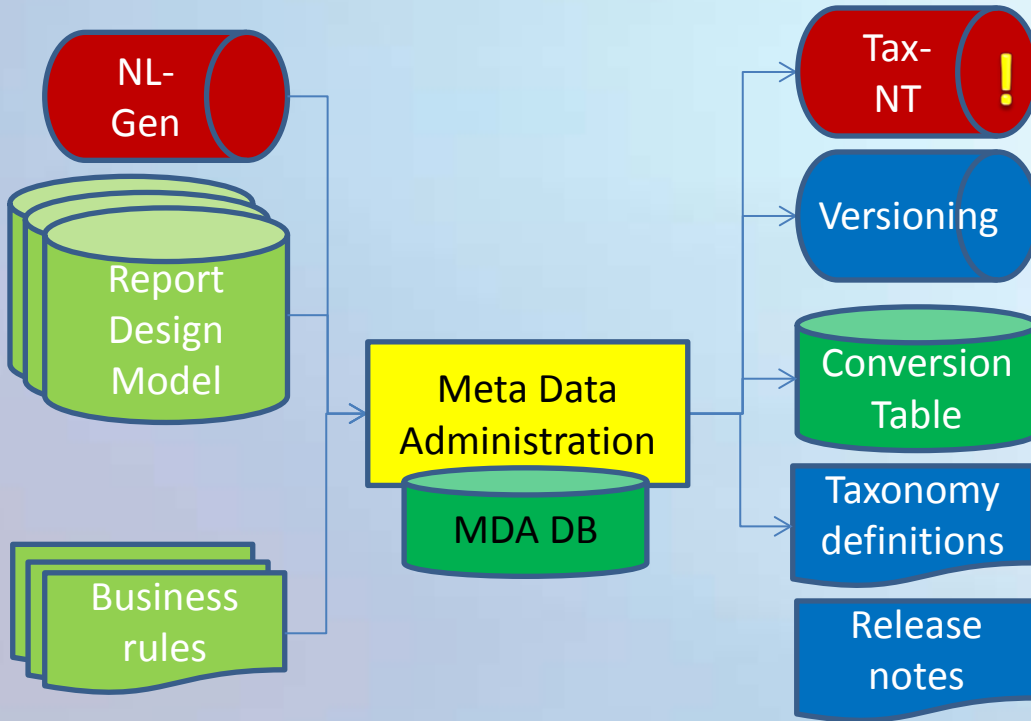 NL-
Gen
Report
Design
Model
Business
rules
Meta Data
Administration
MDA DB
Tax-
NT
!
Versioning
Conversion
Table
Taxonomy
definitions
Release
notes